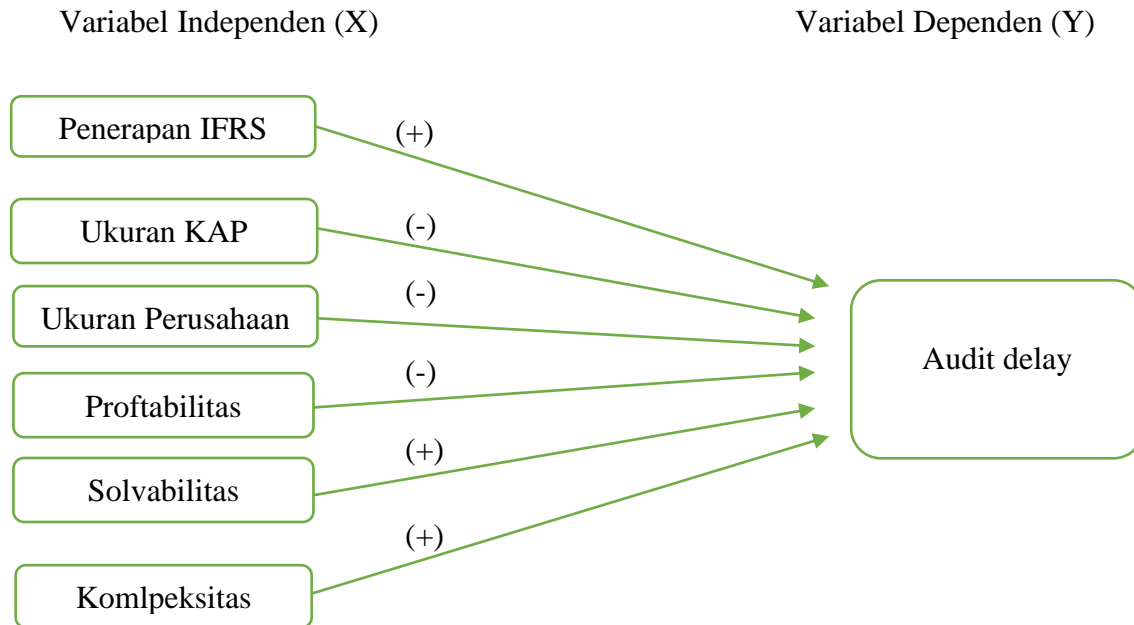 Variabel Independen (X) Variabel Dependen (Y)
Penerapan IFRS (+)
Ukuran KAP (-)
Ukuran Perusahaan (-)
Proftabilitas (-)
Solvabilitas (+)
Komlpeksitas (+)
Audit delay